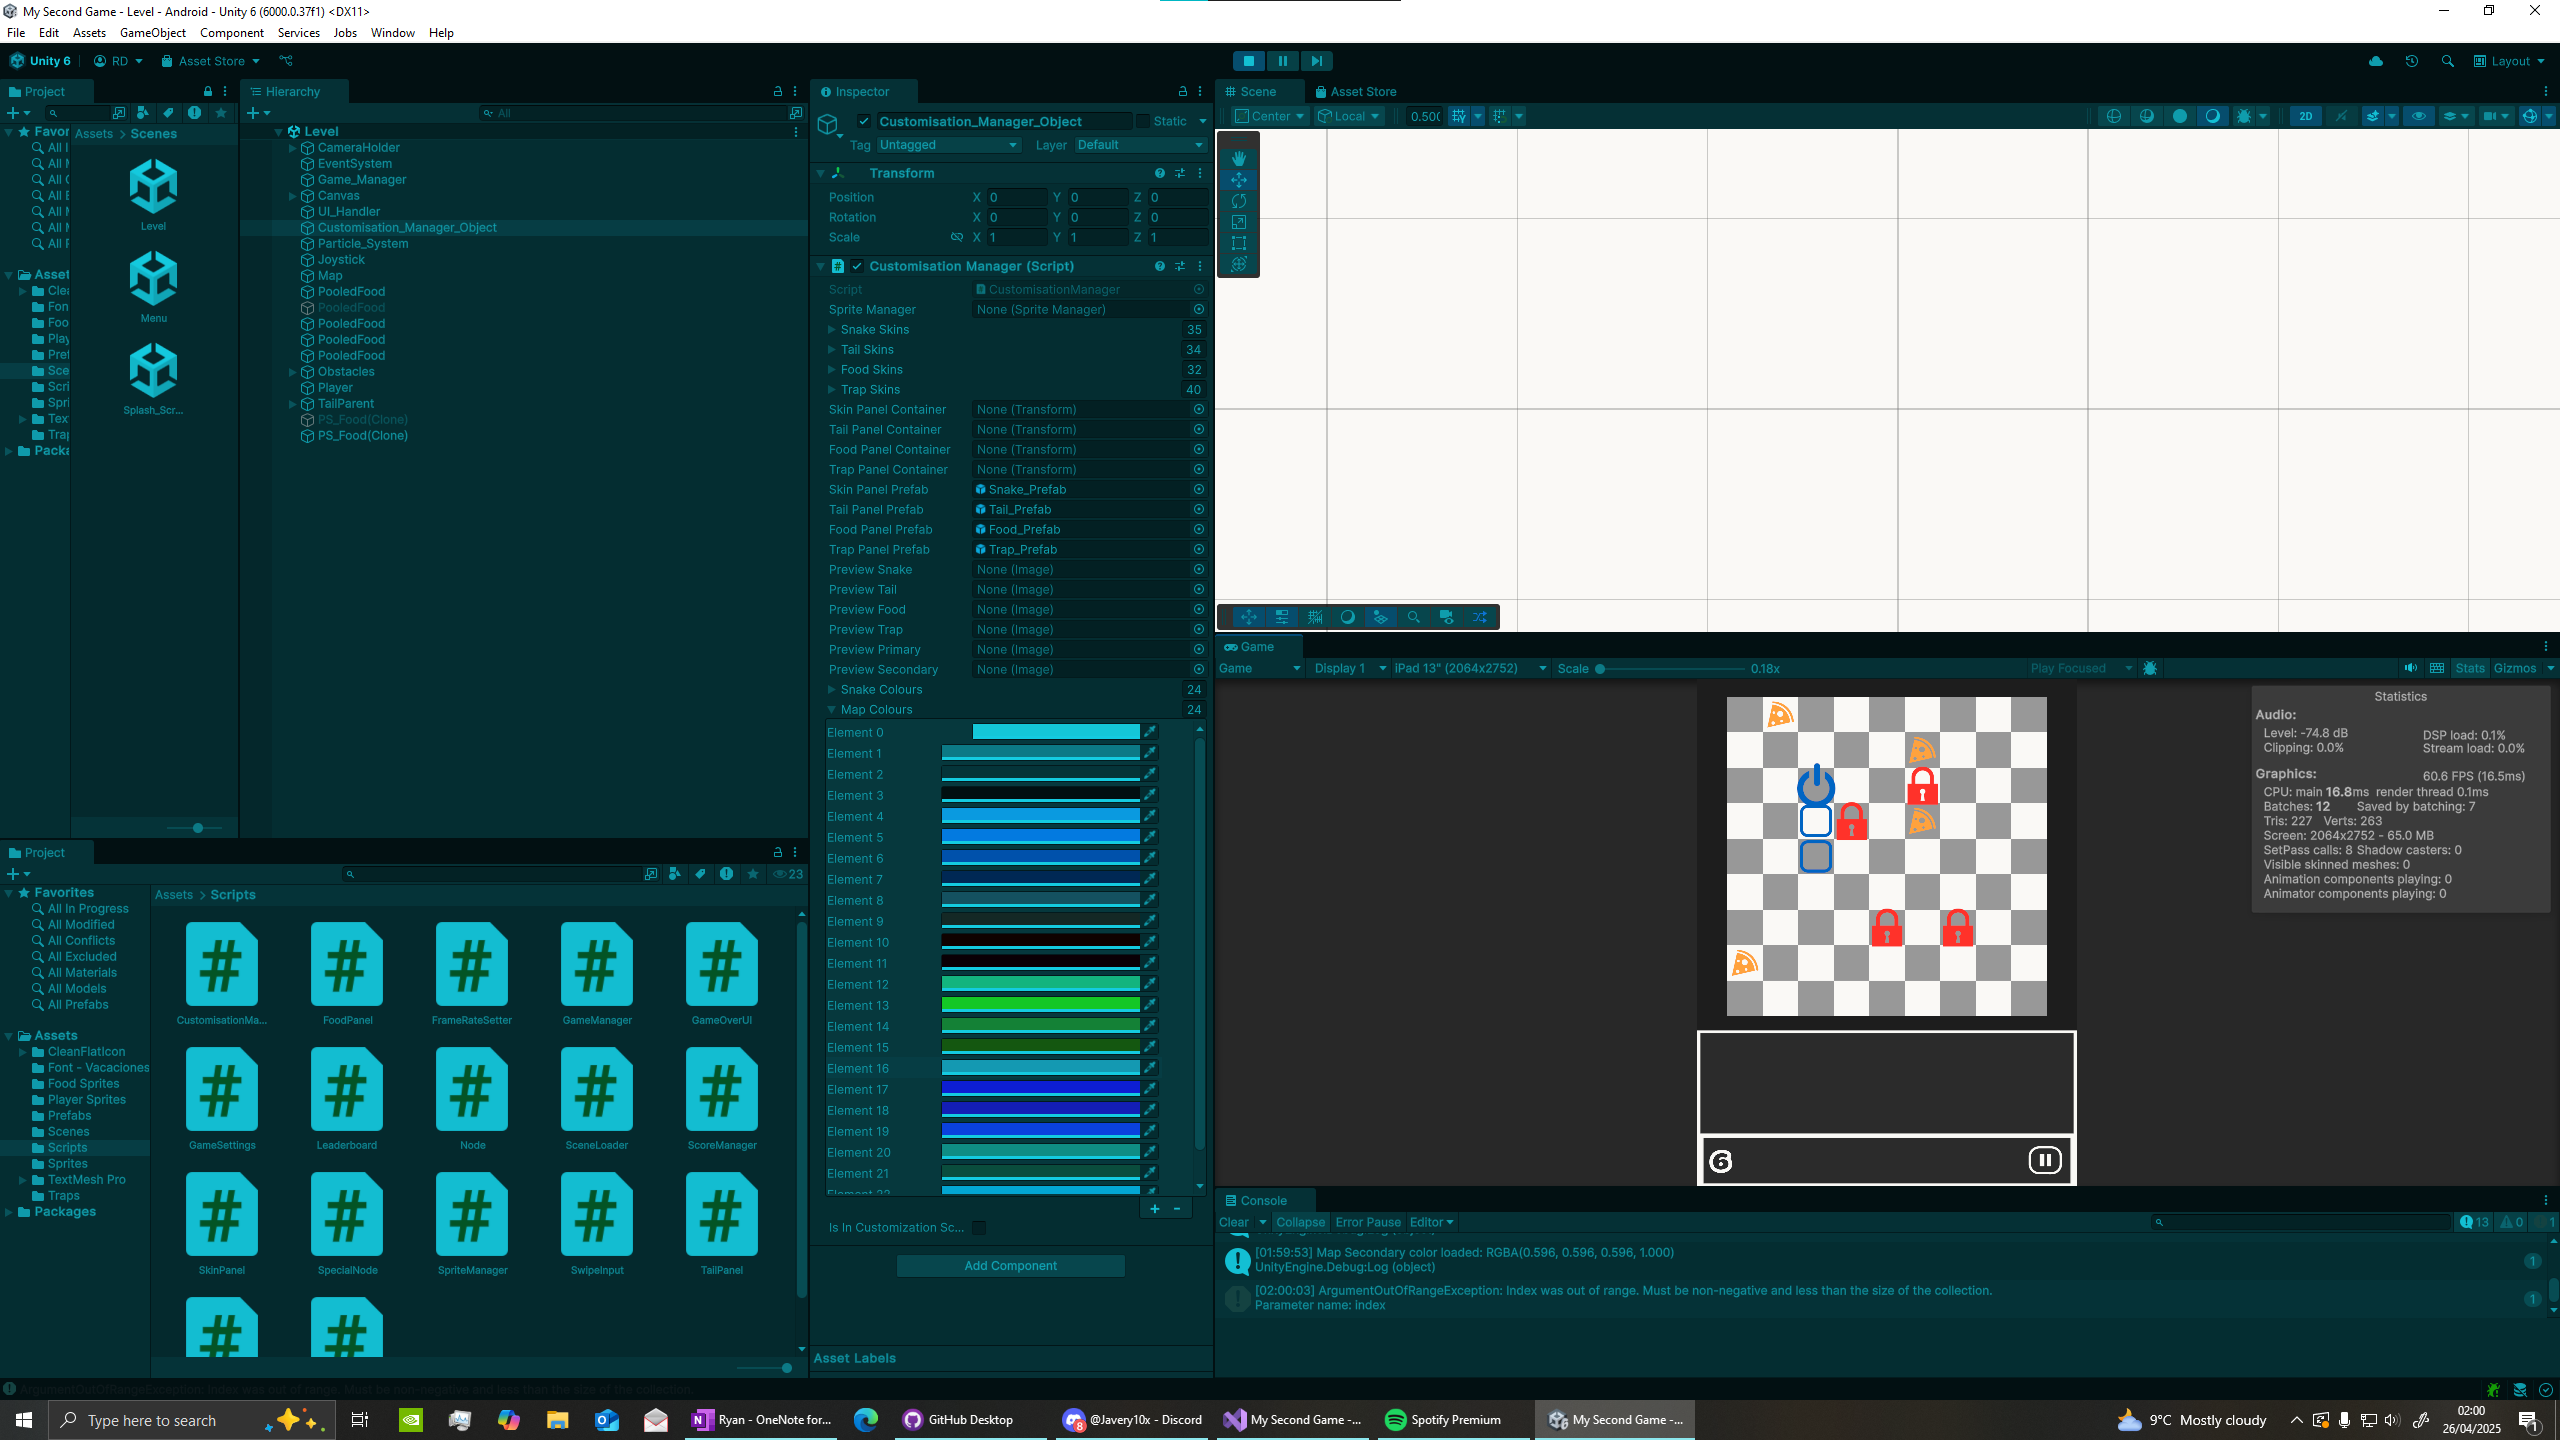 My Second Game - Level - Android - Unity 6 (6000.0.37f1) <DX11>
File Edit Assets GameObject Component Services Jobs Window Help
Unity 6 RD Asset Store Layout
Project
Assets > Scenes
Level
Menu
Splash_Scr...
Hierarchy
All
Level
CameraHolder
EventSystem
Game_Manager
Canvas
UI_Handler
Customisation_Manager_Object
Particle_System
Joystick
Map
PooledFood
PooledFood
PooledFood
PooledFood
PooledFood
Obstacles
Player
TailParent
PS_Food(Clone)
PS_Food(Clone)
Inspector
Customisation_Manager_Object Static
Tag Untagged Layer Default
Transform
Position X 0 Y 0 Z 0
Rotation X 0 Y 0 Z 0
Scale X 1 Y 1 Z 1
Customisation Manager (Script)
Script CustomisationManager
Sprite Manager None (Sprite Manager)
Snake Skins 35
Tail Skins 34
Food Skins 32
Trap Skins 40
Skin Panel Container None (Transform)
Tail Panel Container None (Transform)
Food Panel Container None (Transform)
Trap Panel Container None (Transform)
Skin Panel Prefab Snake_Prefab
Tail Panel Prefab Tail_Prefab
Food Panel Prefab Food_Prefab
Trap Panel Prefab Trap_Prefab
Preview Snake None (Image)
Preview Tail None (Image)
Preview Food None (Image)
Preview Trap None (Image)
Preview Primary None (Image)
Preview Secondary None (Image)
Snake Colours 24
Map Colours 24
Element 0
Element 1
Element 2
Element 3
Element 4
Element 5
Element 6
Element 7
Element 8
Element 9
Element 10
Element 11
Element 12
Element 13
Element 14
Element 15
Element 16
Element 17
Element 18
Element 19
Element 20
Element 21
Is In Customization Sc...
Add Component
Asset Labels
Scene Asset Store
Center Local 0.500 2D
Game
Game Display 1 iPad 13" (2064x2752) Scale 0.18x Play Focused Stats Gizmos
Statistics
Audio:
Level: -74.8 dB DSP load: 0.1%
Clipping: 0.0% Stream load: 0.0%
Graphics: 60.6 FPS (16.5ms)
CPU: main 16.8ms render thread 0.1ms
Batches: 12 Saved by batching: 7
Tris: 227 Verts: 263
Screen: 2064x2752 - 65.0 MB
SetPass calls: 8 Shadow casters: 0
Visible skinned meshes: 0
Animation components playing: 0
Animator components playing: 0
6
Console
Clear Collapse Error Pause Editor 13 0 1
[01:59:53] Map Secondary color loaded: RGBA(0.596, 0.596, 0.596, 1.000)
UnityEngine.Debug:Log (object) 1
[02:00:03] ArgumentOutOfRangeException: Index was out of range. Must be non-negative and less than the size of the collection.
Parameter name: index 1
Project
23
Favorites
All In Progress
All Modified
All Conflicts
All Excluded
All Materials
All Models
All Prefabs
Assets
CleanFlatIcon
Font - Vacaciones
Food Sprites
Player Sprites
Prefabs
Scenes
Scripts
Sprites
TextMesh Pro
Traps
Packages
Assets > Scripts
CustomisationMa... FoodPanel FrameRateSetter GameManager GameOverUI
GameSettings Leaderboard Node SceneLoader ScoreManager
SkinPanel SpecialNode SpriteManager SwipeInput TailPanel
ArgumentOutOfRangeException: Index was out of range. Must be non-negative and less than the size of the collection.
Type here to search
Ryan - OneNote for...
GitHub Desktop
@Javery10x - Discord
My Second Game -...
Spotify Premium
My Second Game -...
9°C Mostly cloudy
02:00
26/04/2025